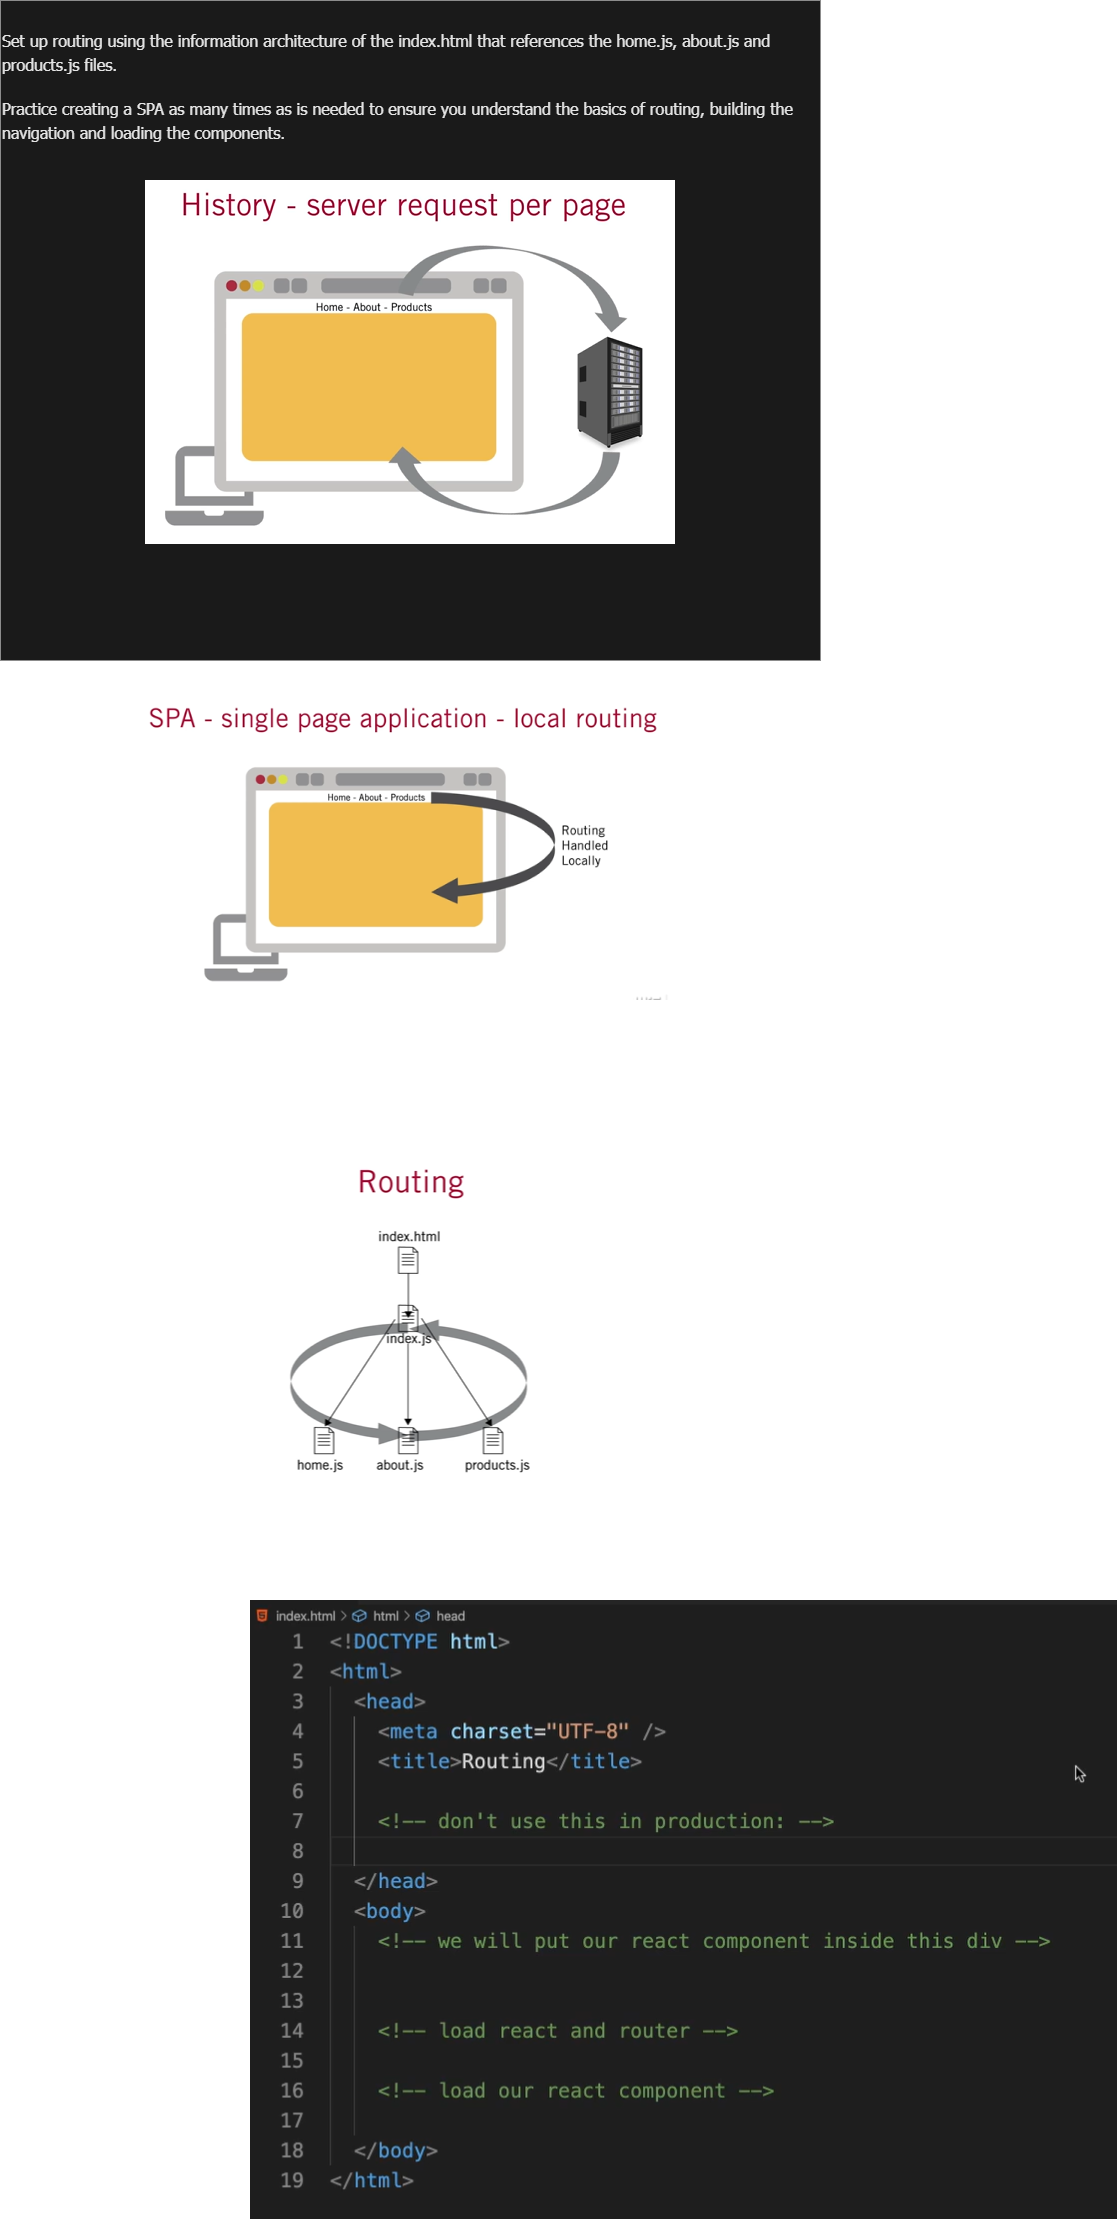 Set up routing using the information architecture of the index.html that references the home.js, about.js and
products.js files.
Practice creating a SPA as many times as is needed to ensure you understand the basics of routing, building the
navigation and loading the components.
History - server request per page
Home - About - Products
SPA - single page application - local routing
Home - About - Products
Routing
Handled
Locally
Routing
index.html
index.js
home.js about.js products.js
index.html > html > head
1 <!DOCTYPE html>
2 <html>
3 <head>
4 <meta charset="UTF-8" />
5 <title>Routing</title>
6
7 <!-- don't use this in production: -->
8
9 </head>
10 <body>
11 <!-- we will put our react component inside this div -->
12
13
14 <!-- load react and router -->
15
16 <!-- load our react component -->
17
18 </body>
19 </html>